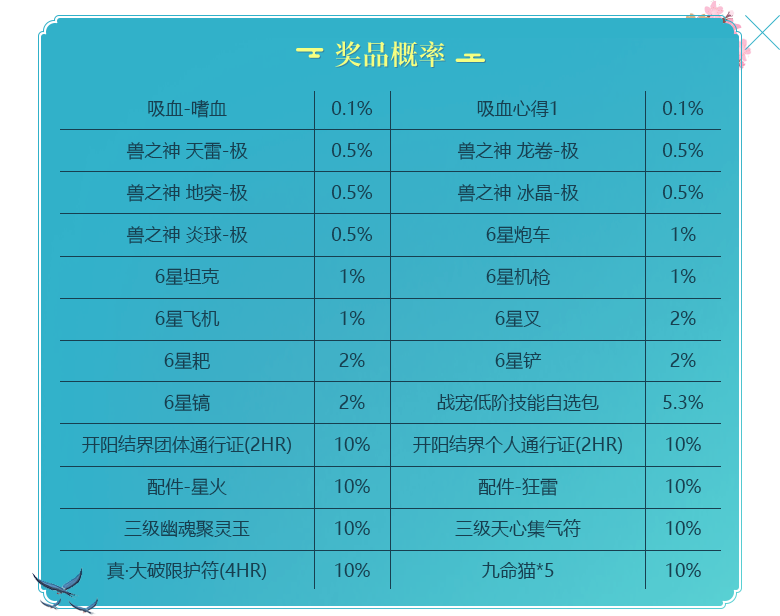 奖品概率
吸血-嗜血 0.1% 吸血心得1 0.1%
兽之神 天雷-极 0.5% 兽之神 龙卷-极 0.5%
兽之神 地突-极 0.5% 兽之神 冰晶-极 0.5%
兽之神 炎球-极 0.5% 6星炮车 1%
6星坦克 1% 6星机枪 1%
6星飞机 1% 6星叉 2%
6星耙 2% 6星铲 2%
6星镐 2% 战宠低阶技能自选包 5.3%
开阳结界团体通行证(2HR) 10% 开阳结界个人通行证(2HR) 10%
配件-星火 10% 配件-狂雷 10%
三级幽魂聚灵玉 10% 三级天心集气符 10%
真·大破限护符(4HR) 10% 九命猫*5 10%